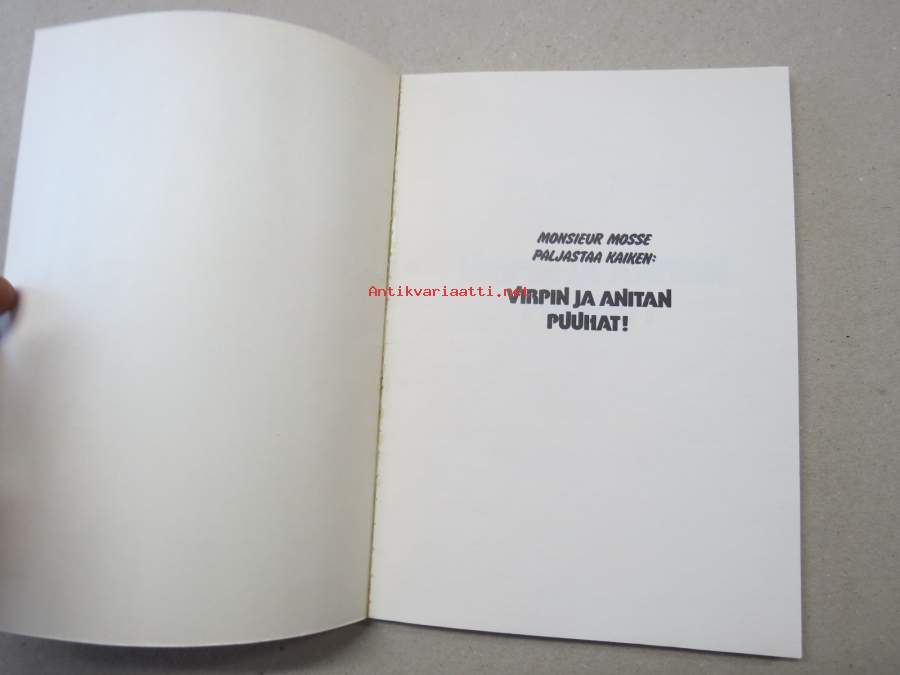 MONSIEUR MOSSE
PALJASTAA KAIKEN:
Antikvariaatti.net
VIRPIN JA ANITAN
PUUHAT!